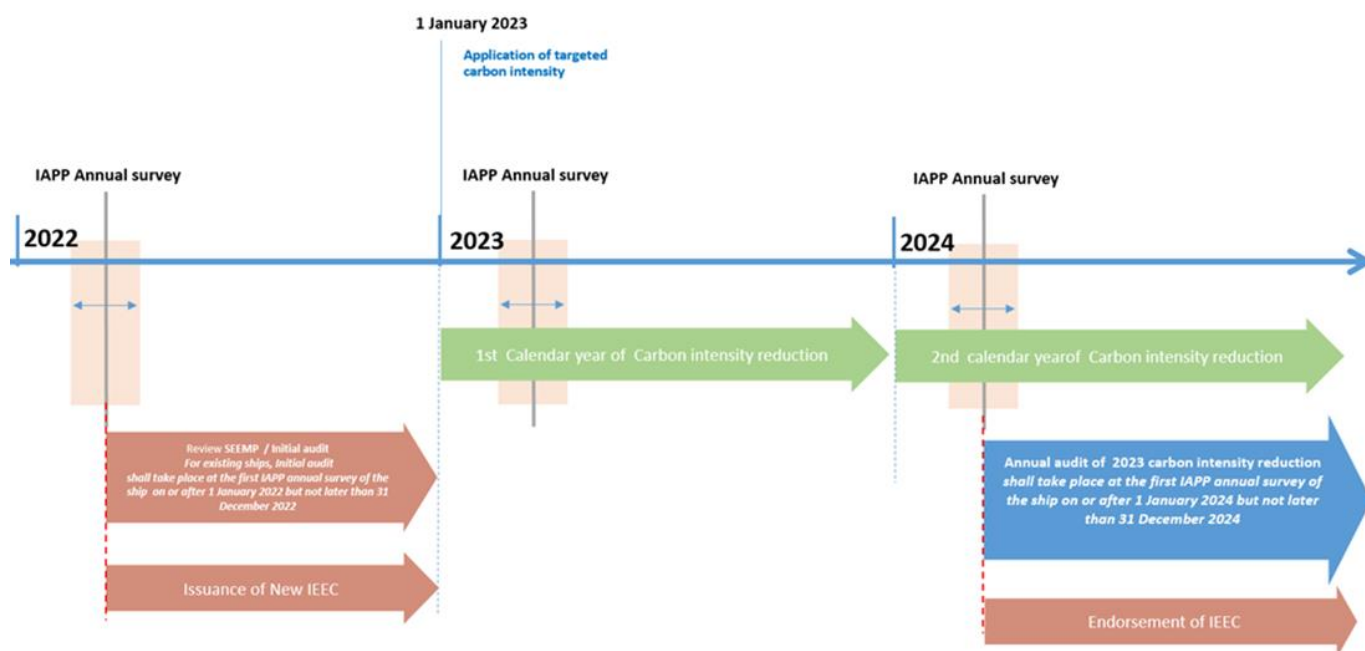 1 January 2023
Application of targeted
carbon intensity
IAPP Annual survey
IAPP Annual survey
IAPP Annual survey
2022
2023
2024
1st Calendar year of Carbon intensity reduction
2nd calendar yearof Carbon intensity reduction
Review SEEMP / Initial audit
For existing ships, Initial audit
shall take place at the first IAPP annual survey of the
ship on or after 1 January 2022 but not later than 31
December 2022
Annual audit of 2023 carbon intensity reduction
shall take place at the first IAPP annual survey of
the ship on or after 1 January 2024 but not later
than 31 December 2024
Issuance of New IEEC
Endorsement of IEEC